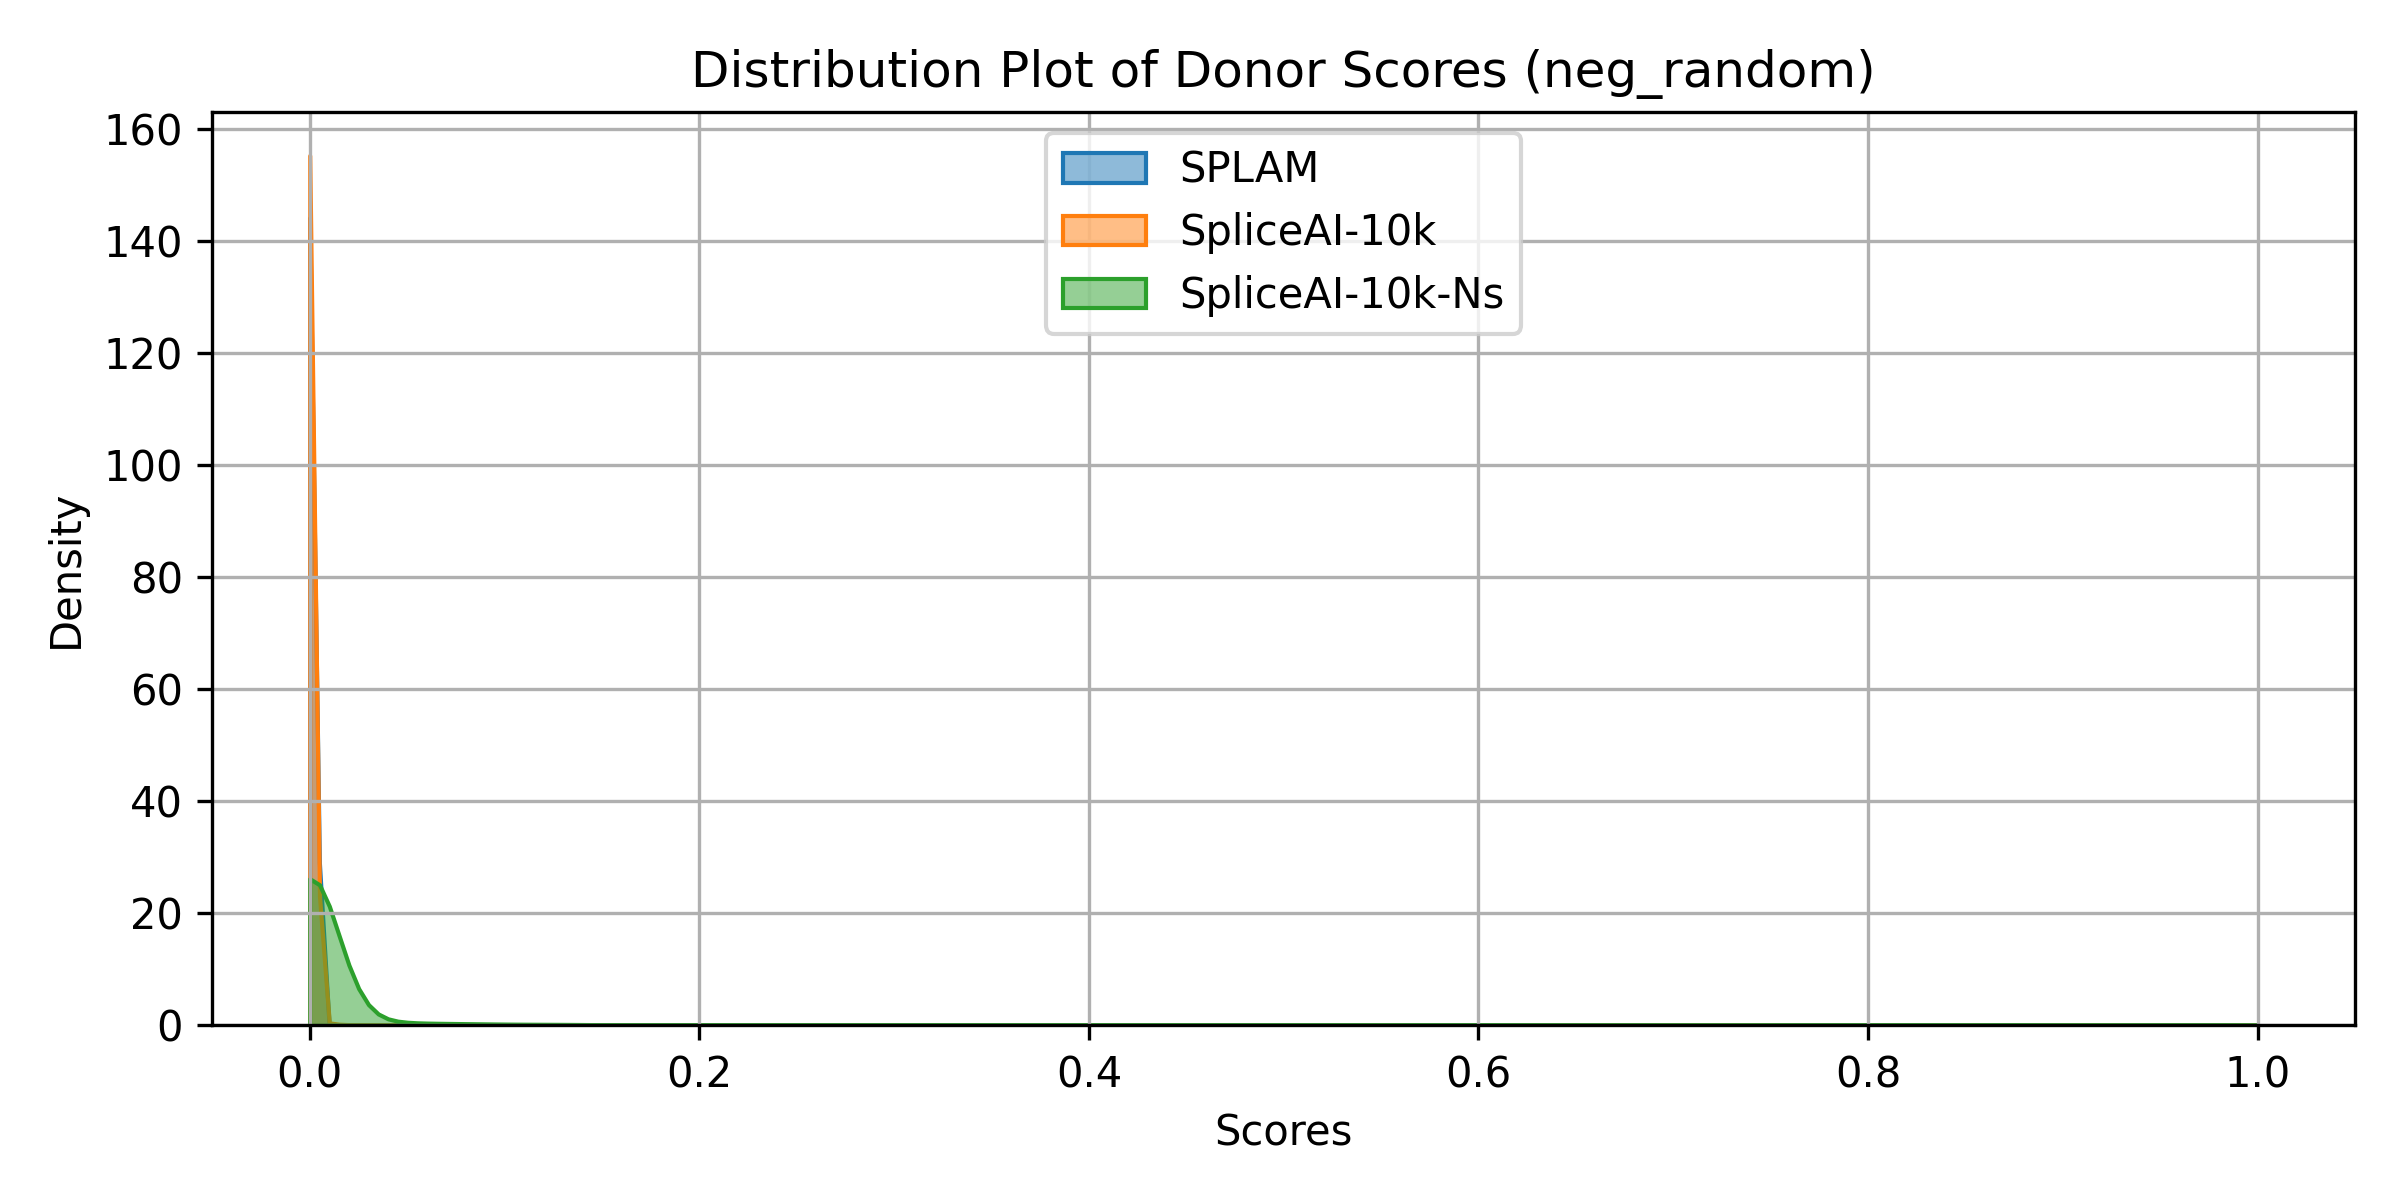 Distribution Plot of Donor Scores (neg_random)
160
140
120
100
80
60
40
20
0
Density
SPLAM
SpliceAI-10k
SpliceAI-10k-Ns
0.0 0.2 0.4 0.6 0.8 1.0
Scores